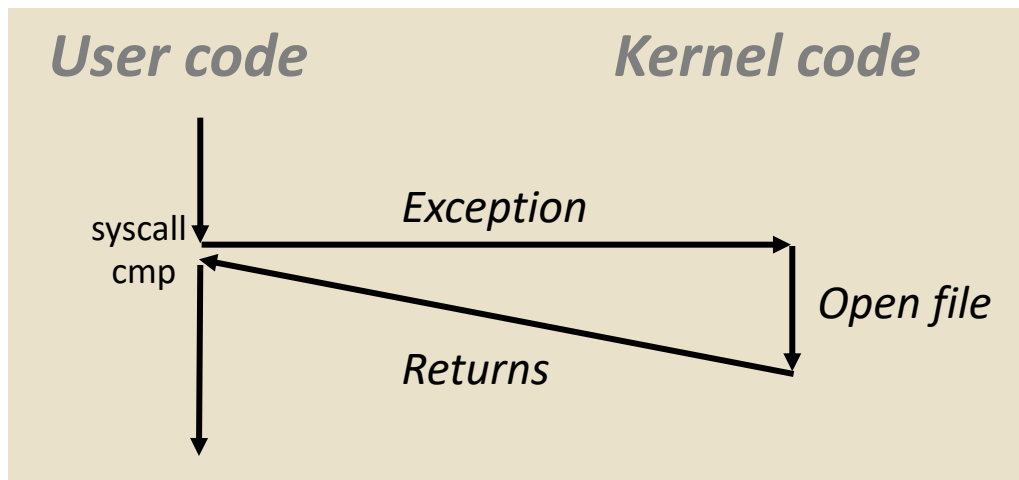 User code
Kernel code
Exception
syscall
cmp
Open file
Returns